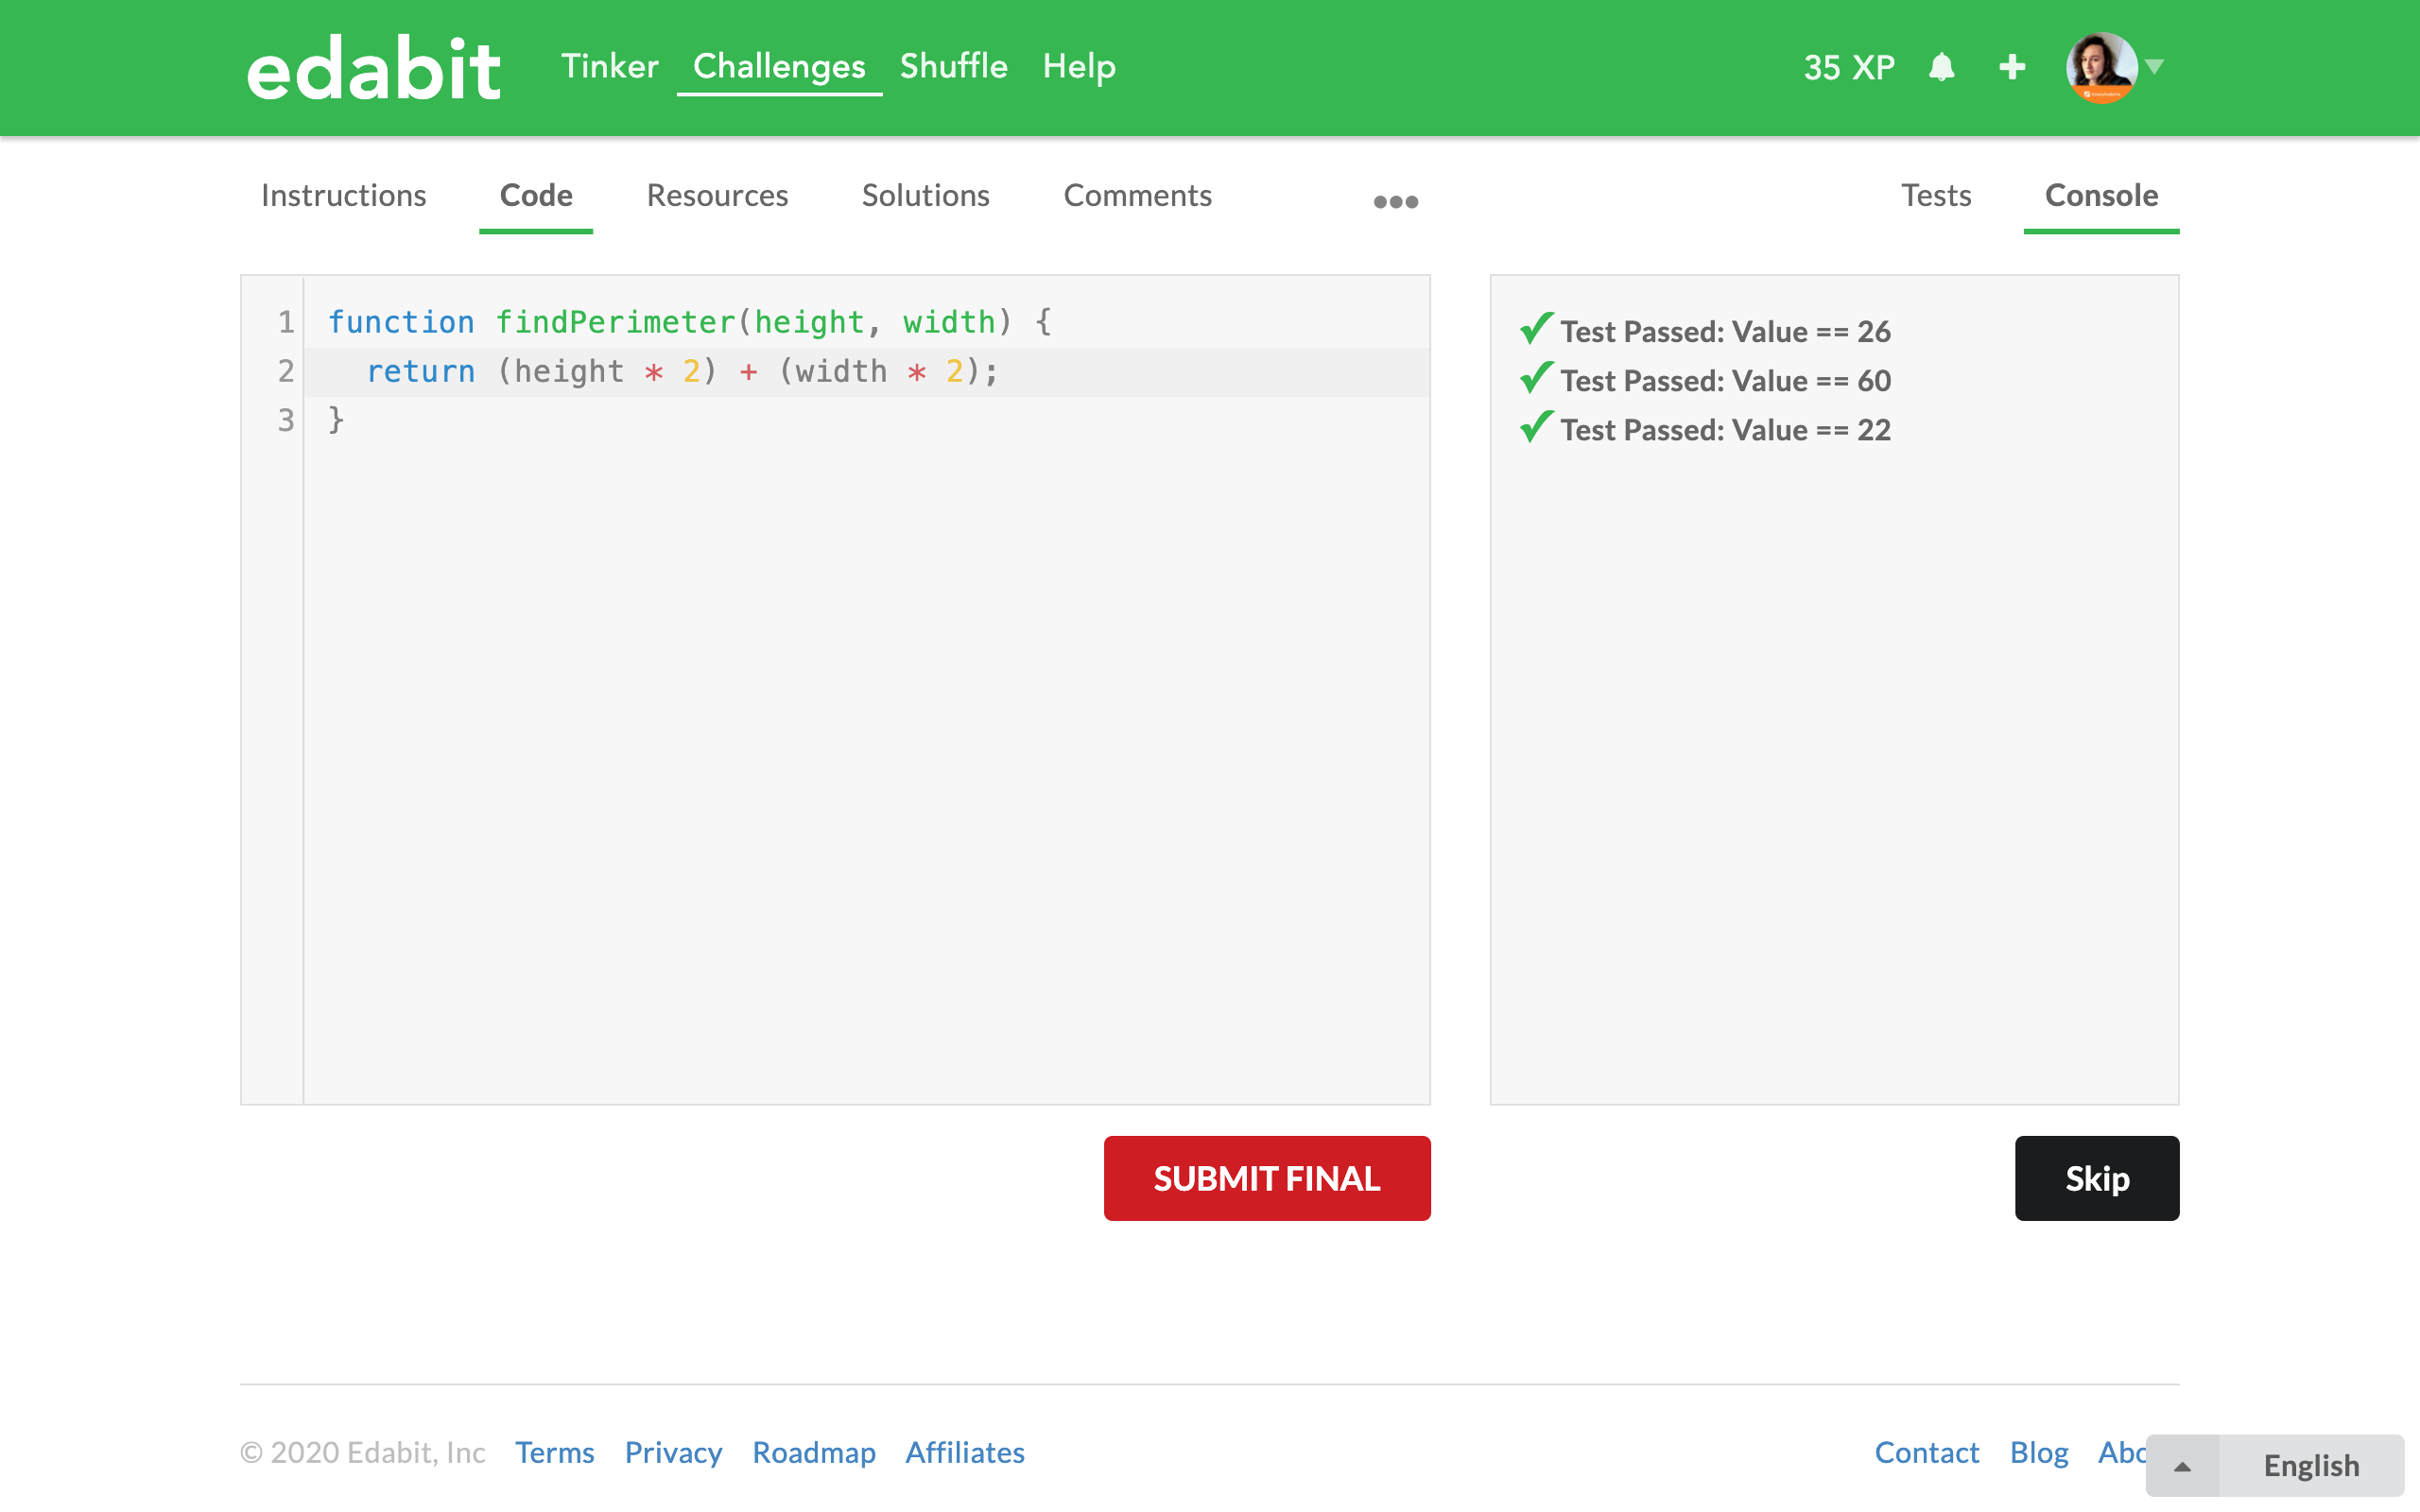 edabit Tinker Challenges Shuffle Help 35 XP
Instructions Code Resources Solutions Comments Tests Console
1 function findPerimeter(height, width) {
2 return (height * 2) + (width * 2);
3 }
Test Passed: Value == 26
Test Passed: Value == 60
Test Passed: Value == 22
SUBMIT FINAL Skip
© 2020 Edabit, Inc Terms Privacy Roadmap Affiliates Contact Blog Abo English